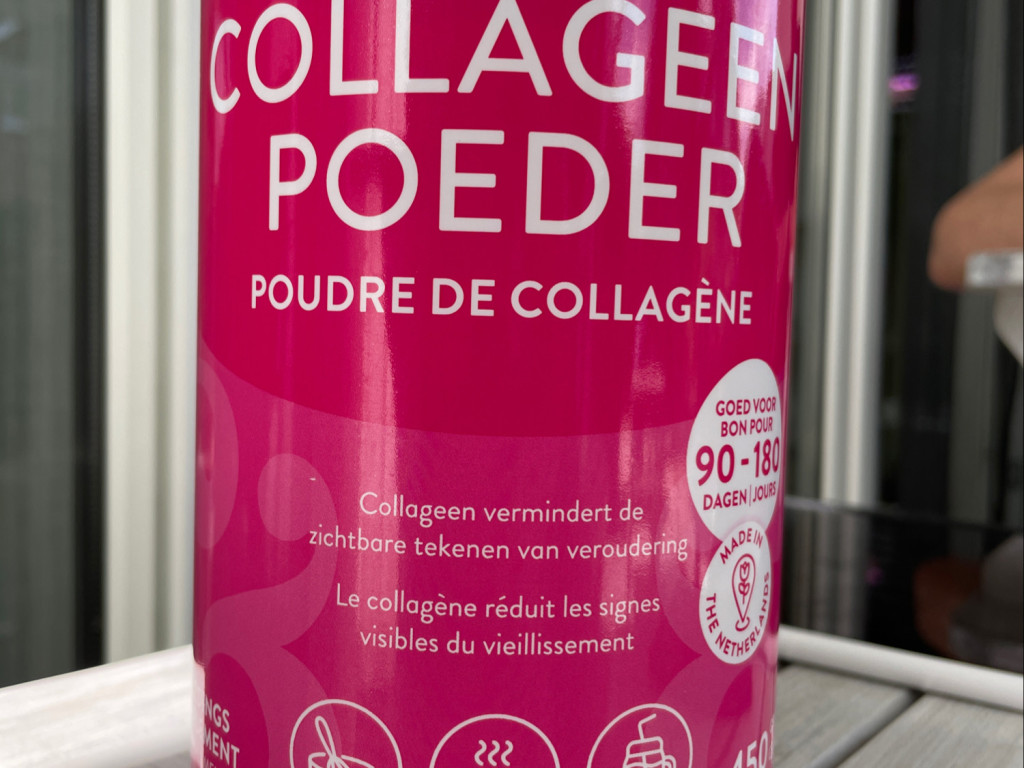 COLLAGEEN
POEDER
POUDRE DE COLLAGÈNE
GOED VOOR
BON POUR
90-180
DAGEN|JOURS
Collageen vermindert de
zichtbare tekenen van veroudering
MADE IN
THE NETHERLANDS
Le collagène réduit les signes
visibles du vieillissement
450